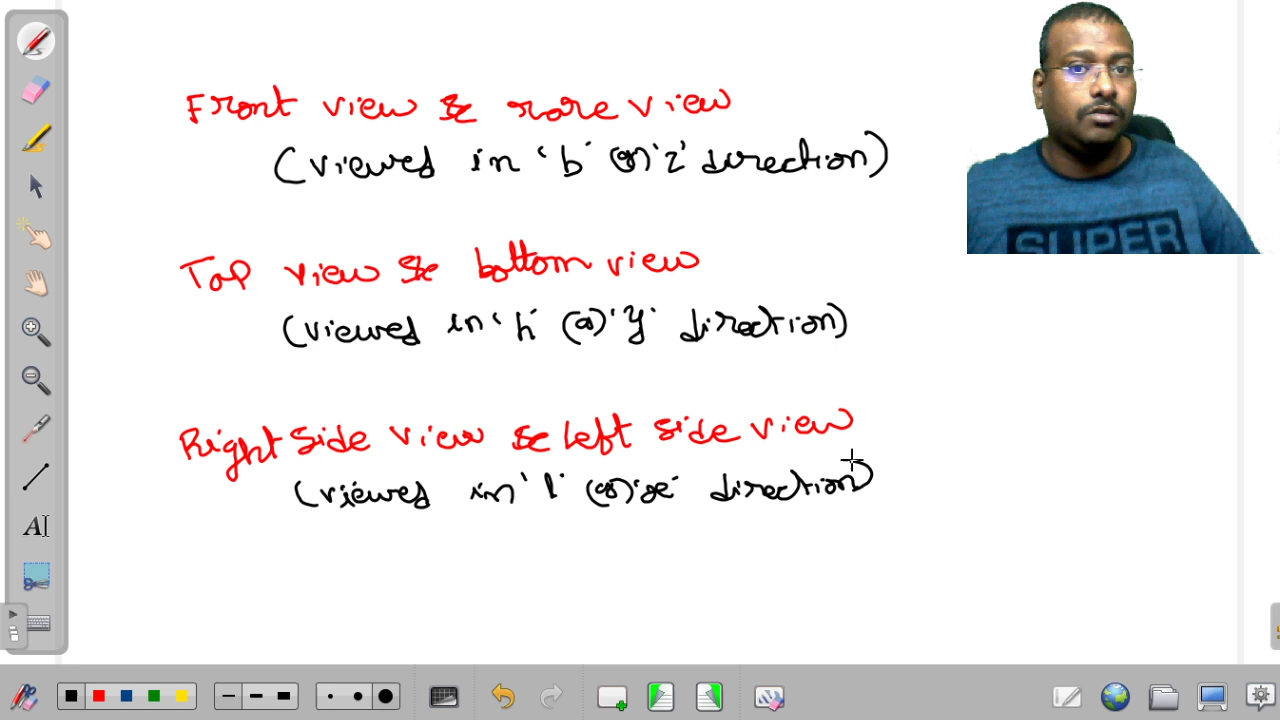 Front view & rare view
(viewed in 'b' (or) 'z' direction)
Top view & bottom view
(viewed in 'h' (or) 'y' direction)
Right side view & left side view
(viewed in 'l' (or) 'x' direction)
SUPER
A